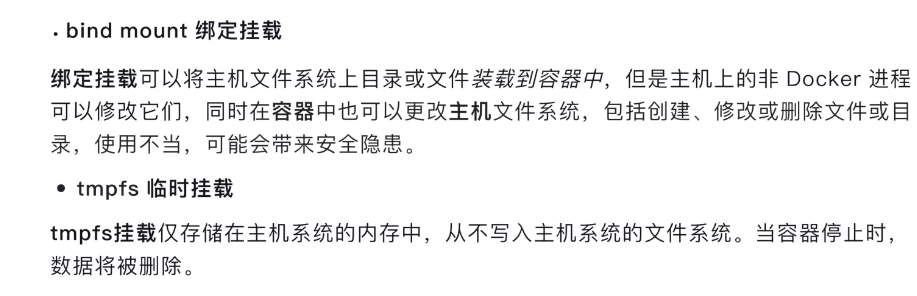 · bind mount 绑定挂载
绑定挂载可以将主机文件系统上目录或文件装载到容器中，但是主机上的非 Docker 进程
可以修改它们，同时在容器中也可以更改主机文件系统，包括创建、修改或删除文件或目
录，使用不当，可能会带来安全隐患。
• tmpfs 临时挂载
tmpfs挂载仅存储在主机系统的内存中，从不写入主机系统的文件系统。当容器停止时，
数据将被删除。